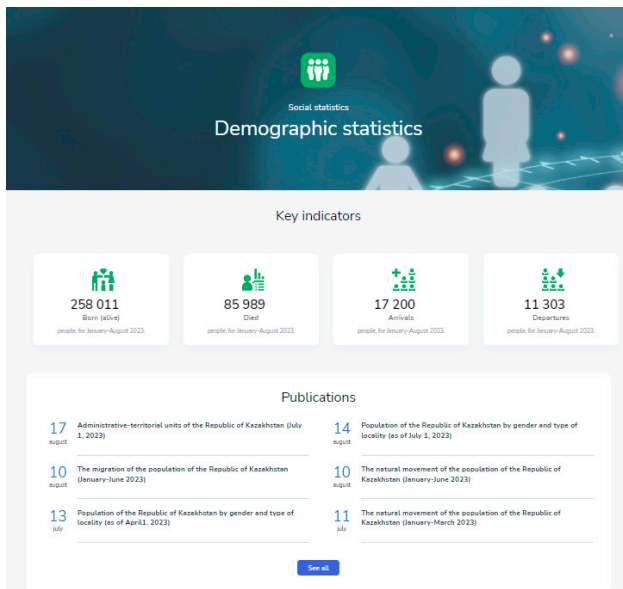 Social statistics
Demographic statistics
Key indicators
258 011
Born (alive)
people, for January-August 2023.
85 989
Died
people, for January-August 2023.
17 200
Arrivals
people, for January-August 2023.
11 303
Departures
people, for January-August 2023.
Publications
17
august
Administrative-territorial units of the Republic of Kazakhstan (July
1, 2023)
14
august
Population of the Republic of Kazakhstan by gender and type of
locality (as of July 1, 2023)
10
august
The migration of the population of the Republic of Kazakhstan
(January-June 2023)
10
august
The natural movement of the population of the Republic of
Kazakhstan (January-June 2023)
13
july
Population of the Republic of Kazakhstan by gender and type of
locality (as of April1, 2023)
11
july
The natural movement of the population of the Republic of
Kazakhstan (January-March 2023)
See all